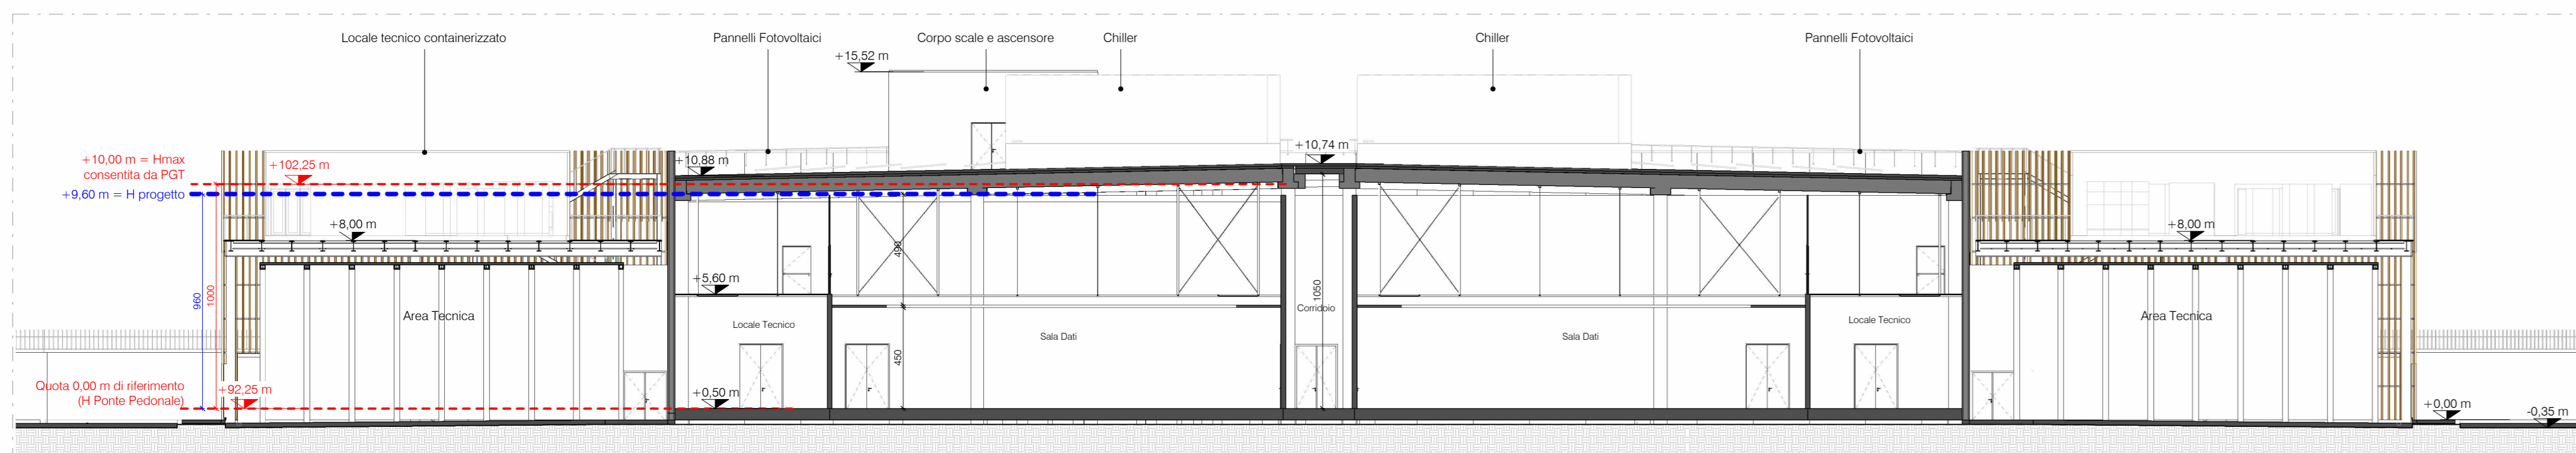 Locale tecnico containerizzato
Pannelli Fotovoltaici
Corpo scale e ascensore
Chiller
Chiller
Pannelli Fotovoltaici
+15,52 m
+10,00 m = Hmax
consentita da PGT
+102,25 m
+10,88 m
+10,74 m
+9,60 m = H progetto
+8,00 m
+8,00 m
490
+5,60 m
960
1000
1050
Area Tecnica
Locale Tecnico
Sala Dati
Corridoio
Sala Dati
Locale Tecnico
Area Tecnica
450
Quota 0,00 m di riferimento
(H Ponte Pedonale)
+92,25 m
+0,50 m
+0,00 m
-0,35 m